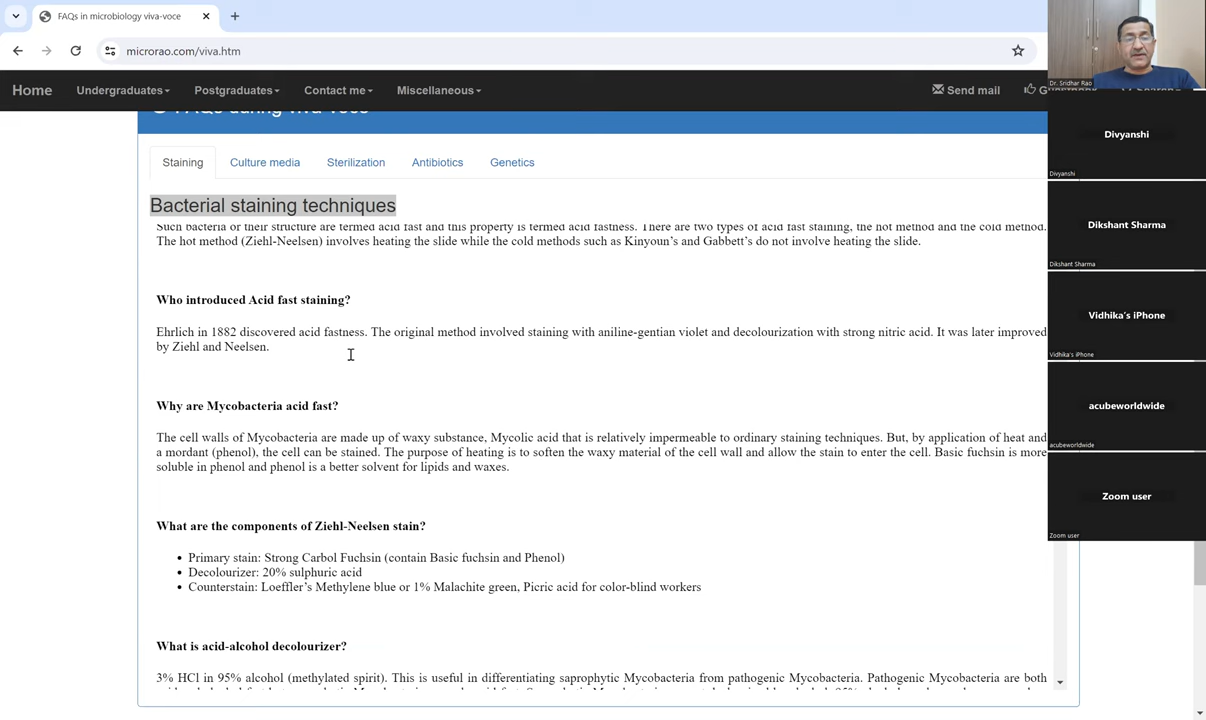 FAQs in microbiology viva-voce
microrao.com/viva.htm
Home Undergraduates Postgraduates Contact me Miscellaneous Send mail
FAQs during viva-voce
Staining Culture media Sterilization Antibiotics Genetics
Bacterial staining techniques
Such bacteria or their structure are termed acid fast and this property is termed acid fastness. There are two types of acid fast staining, the hot method and the cold method.
The hot method (Ziehl-Neelsen) involves heating the slide while the cold methods such as Kinyoun's and Gabbett's do not involve heating the slide.
Who introduced Acid fast staining?
Ehrlich in 1882 discovered acid fastness. The original method involved staining with aniline-gentian violet and decolourization with strong nitric acid. It was later improved
by Ziehl and Neelsen.
Why are Mycobacteria acid fast?
The cell walls of Mycobacteria are made up of waxy substance, Mycolic acid that is relatively impermeable to ordinary staining techniques. But, by application of heat and
a mordant (phenol), the cell can be stained. The purpose of heating is to soften the waxy material of the cell wall and allow the stain to enter the cell. Basic fuchsin is more
soluble in phenol and phenol is a better solvent for lipids and waxes.
What are the components of Ziehl-Neelsen stain?
• Primary stain: Strong Carbol Fuchsin (contain Basic fuchsin and Phenol)
• Decolourizer: 20% sulphuric acid
• Counterstain: Loeffler's Methylene blue or 1% Malachite green, Picric acid for color-blind workers
What is acid-alcohol decolourizer?
3% HCl in 95% alcohol (methylated spirit). This is useful in differentiating saprophytic Mycobacteria from pathogenic Mycobacteria. Pathogenic Mycobacteria are both
Dr. Sridhar Rao
Divyanshi
Divyanshi
Dikshant Sharma
Dikshant Sharma
Vidhika's iPhone
Vidhika's iPhone
acubeworldwide
acubeworldwide
Zoom user
Zoom user